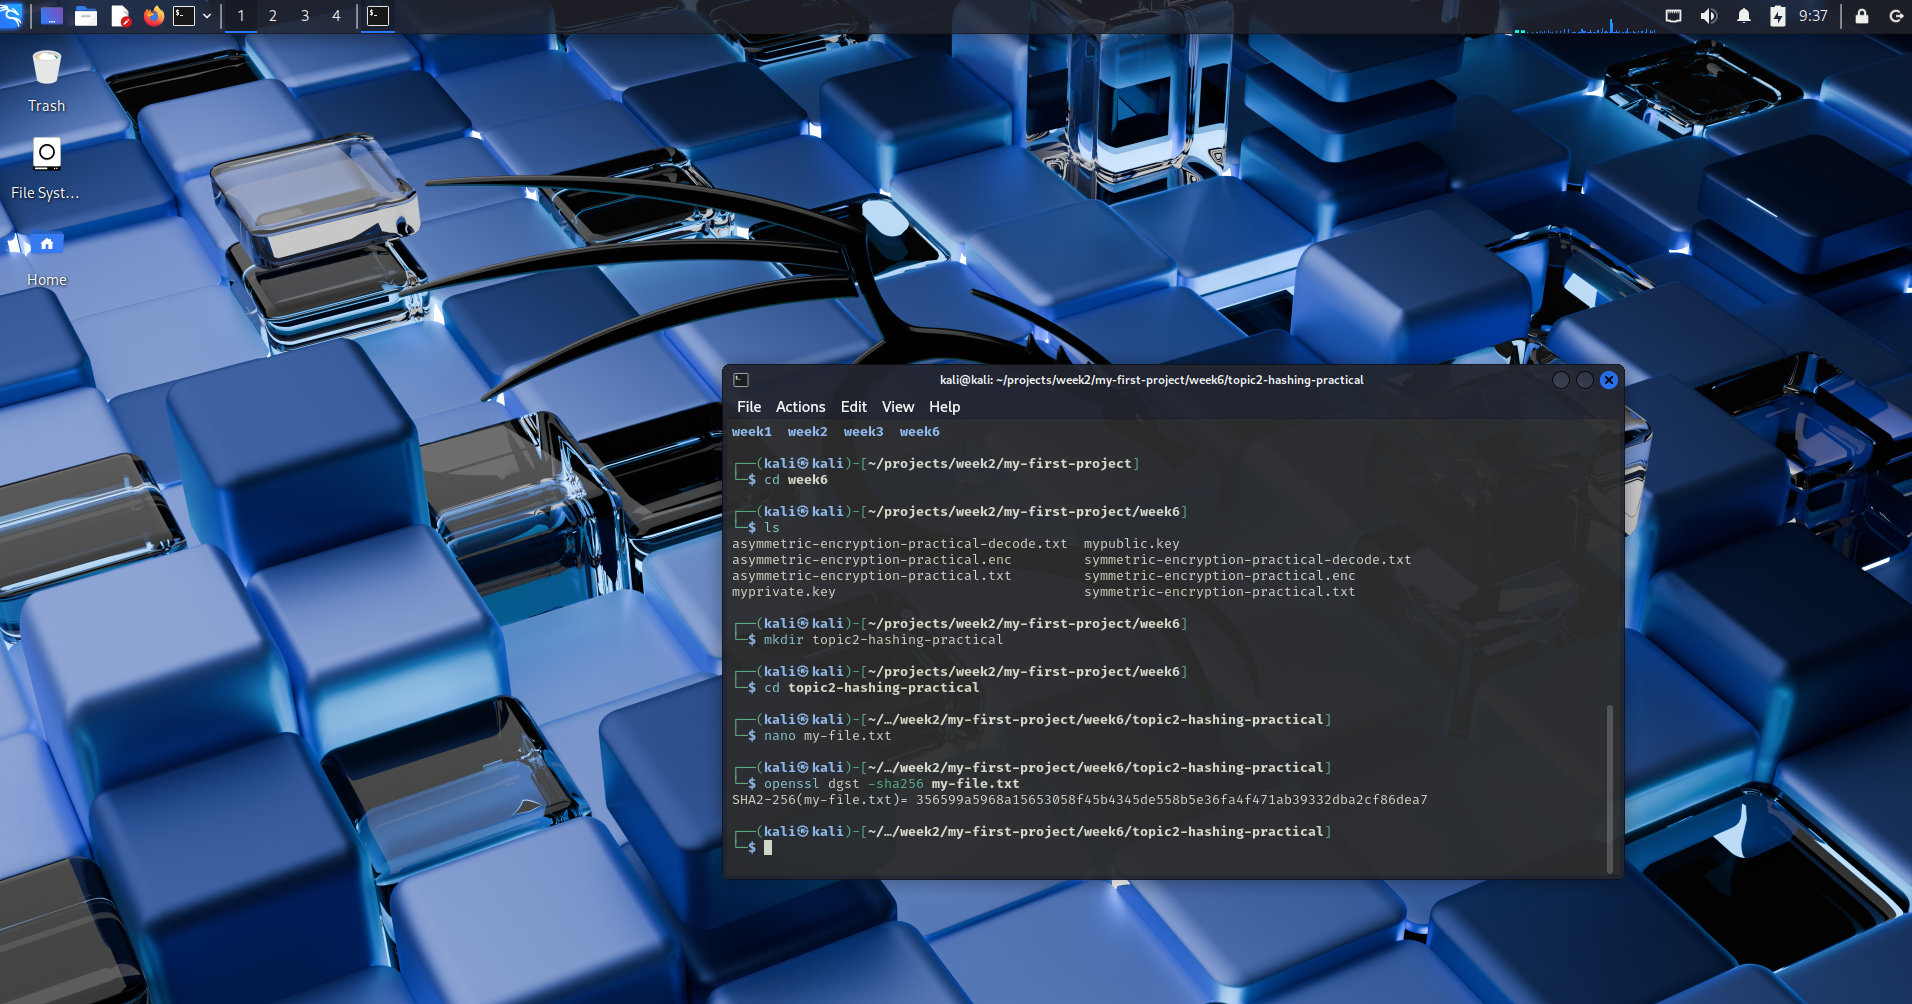 1 2 3 4
9:37
Trash
File Syst...
Home
kali@kali: ~/projects/week2/my-first-project/week6/topic2-hashing-practical
File Actions Edit View Help
week1 week2 week3 week6
┌──(kali㉿kali)-[~/projects/week2/my-first-project]
└─$ cd week6
┌──(kali㉿kali)-[~/projects/week2/my-first-project/week6]
└─$ ls
asymmetric-encryption-practical-decode.txt mypublic.key
asymmetric-encryption-practical.enc symmetric-encryption-practical-decode.txt
asymmetric-encryption-practical.txt symmetric-encryption-practical.enc
myprivate.key symmetric-encryption-practical.txt
┌──(kali㉿kali)-[~/projects/week2/my-first-project/week6]
└─$ mkdir topic2-hashing-practical
┌──(kali㉿kali)-[~/projects/week2/my-first-project/week6]
└─$ cd topic2-hashing-practical
┌──(kali㉿kali)-[~/…/week2/my-first-project/week6/topic2-hashing-practical]
└─$ nano my-file.txt
┌──(kali㉿kali)-[~/…/week2/my-first-project/week6/topic2-hashing-practical]
└─$ openssl dgst -sha256 my-file.txt
SHA2-256(my-file.txt)= 356599a5968a15653058f45b4345de558b5e36fa4f471ab39332dba2cf86dea7
┌──(kali㉿kali)-[~/…/week2/my-first-project/week6/topic2-hashing-practical]
└─$